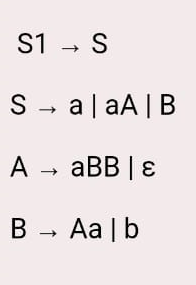 S1 → S
S → a | aA | B
A → aBB | ε
B → Aa | b